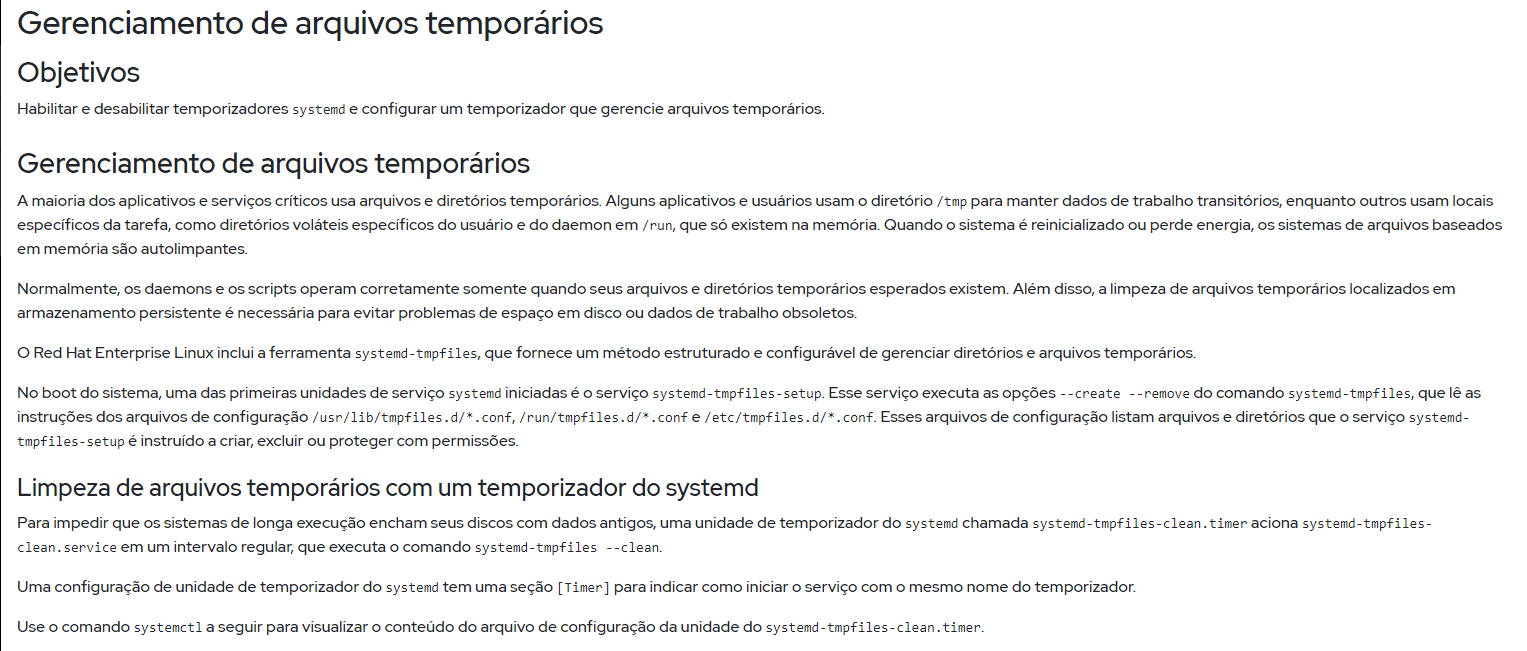 Gerenciamento de arquivos temporários
Objetivos
Habilitar e desabilitar temporizadores systemd e configurar um temporizador que gerencie arquivos temporários.
Gerenciamento de arquivos temporários
A maioria dos aplicativos e serviços críticos usa arquivos e diretórios temporários. Alguns aplicativos e usuários usam o diretório /tmp para manter dados de trabalho transitórios, enquanto outros usam locais
específicos da tarefa, como diretórios voláteis específicos do usuário e do daemon em /run, que só existem na memória. Quando o sistema é reinicializado ou perde energia, os sistemas de arquivos baseados
em memória são autolimpantes.
Normalmente, os daemons e os scripts operam corretamente somente quando seus arquivos e diretórios temporários esperados existem. Além disso, a limpeza de arquivos temporários localizados em
armazenamento persistente é necessária para evitar problemas de espaço em disco ou dados de trabalho obsoletos.
O Red Hat Enterprise Linux inclui a ferramenta systemd-tmpfiles, que fornece um método estruturado e configurável de gerenciar diretórios e arquivos temporários.
No boot do sistema, uma das primeiras unidades de serviço systemd iniciadas é o serviço systemd-tmpfiles-setup. Esse serviço executa as opções --create --remove do comando systemd-tmpfiles, que lê as
instruções dos arquivos de configuração /usr/lib/tmpfiles.d/*.conf, /run/tmpfiles.d/*.conf e /etc/tmpfiles.d/*.conf. Esses arquivos de configuração listam arquivos e diretórios que o serviço systemd-
tmpfiles-setup é instruído a criar, excluir ou proteger com permissões.
Limpeza de arquivos temporários com um temporizador do systemd
Para impedir que os sistemas de longa execução encham seus discos com dados antigos, uma unidade de temporizador do systemd chamada systemd-tmpfiles-clean.timer aciona systemd-tmpfiles-
clean.service em um intervalo regular, que executa o comando systemd-tmpfiles --clean.
Uma configuração de unidade de temporizador do systemd tem uma seção [Timer] para indicar como iniciar o serviço com o mesmo nome do temporizador.
Use o comando systemctl a seguir para visualizar o conteúdo do arquivo de configuração da unidade do systemd-tmpfiles-clean.timer.